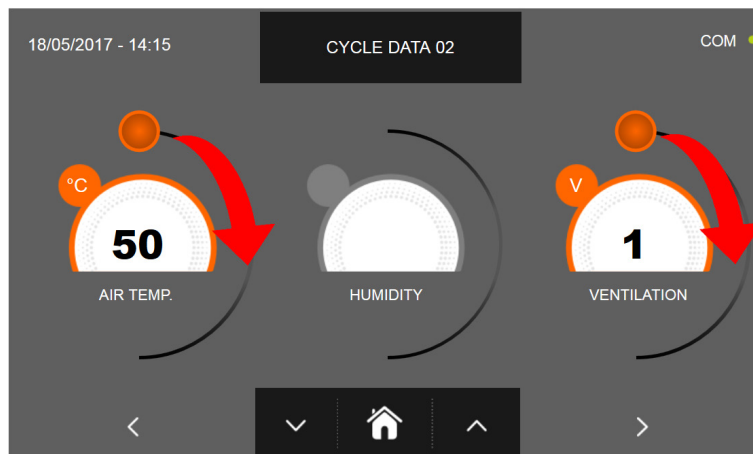 18/05/2017 - 14:15
CYCLE DATA 02
COM
°C
V
50
1
AIR TEMP.
HUMIDITY
VENTILATION